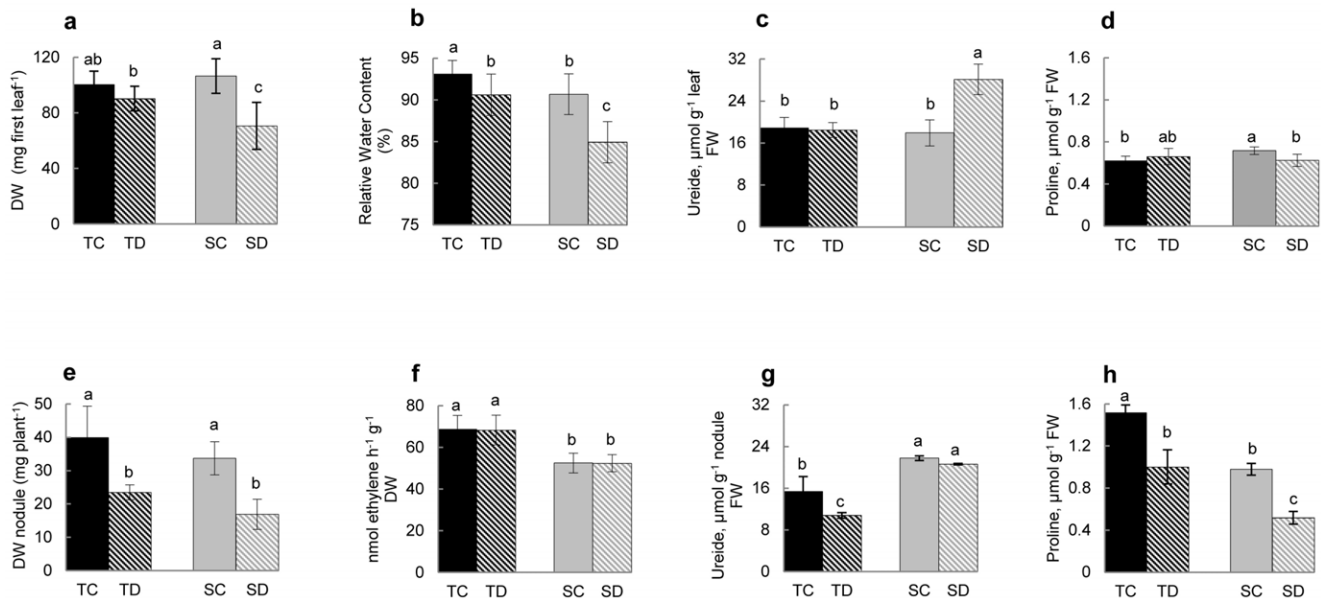 a
DW (mg first leaf⁻¹)
120
80
40
0
ab
b
a
c
TC TD SC SD
b
Relative Water Content
(%)
95
90
85
80
75
a
b
b
c
TC TD SC SD
c
Ureide, µmol g⁻¹ leaf
FW
32
24
16
8
0
b
b
b
a
TC TD SC SD
d
Proline, µmol g⁻¹ FW
1.6
1.2
0.8
0.4
0
b
ab
a
b
TC TD SC SD
e
DW nodule (mg plant⁻¹)
50
40
30
20
10
0
a
b
a
b
TC TD SC SD
f
nmol ethylene h⁻¹ g⁻¹
DW
80
60
40
20
0
a
a
b
b
TC TD SC SD
g
Ureide, µmol g⁻¹ nodule
FW
32
24
16
8
0
b
c
a
a
TC TD SC SD
h
Proline, µmol g⁻¹ FW
1.6
1.2
0.8
0.4
0
a
b
b
c
TC TD SC SD